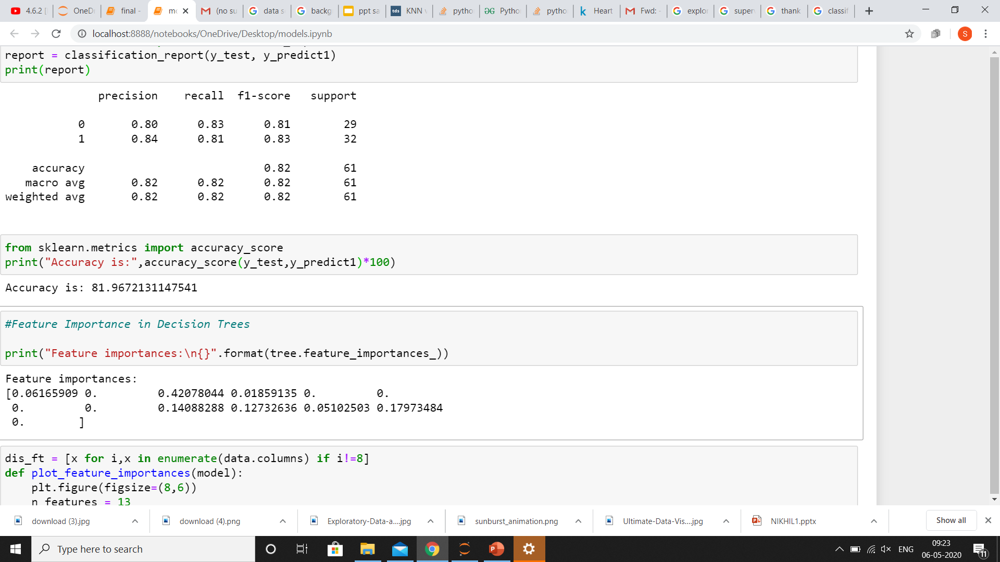 4.6.2 [ OneD final - mo (no su data s backg ppt sa tds KNN v pytho ƏG Pytho pytho k Heart Fwd: - explor super thank classif
localhost:8888/notebooks/OneDrive/Desktop/models.ipynb S
report = classification_report(y_test, y_predict1)
print(report)
precision recall f1-score support
0 0.80 0.83 0.81 29
1 0.84 0.81 0.83 32
accuracy 0.82 61
macro avg 0.82 0.82 0.82 61
weighted avg 0.82 0.82 0.82 61
from sklearn.metrics import accuracy_score
print("Accuracy is:",accuracy_score(y_test,y_predict1)*100)
Accuracy is: 81.9672131147541
#Feature Importance in Decision Trees
print("Feature importances:\n{}".format(tree.feature_importances_))
Feature importances:
[0.06165909 0. 0.42078044 0.01859135 0. 0.
0. 0. 0.14088288 0.12732636 0.05102503 0.17973484
0. ]
dis_ft = [x for i,x in enumerate(data.columns) if i!=8]
def plot_feature_importances(model):
plt.figure(figsize=(8,6))
n_features = 13
download (3).jpg download (4).png Exploratory-Data-a....jpg sunburst_animation.png Ultimate-Data-Vis....jpg NIKHIL1.pptx Show all
Type here to search ENG 09:23
06-05-2020 11